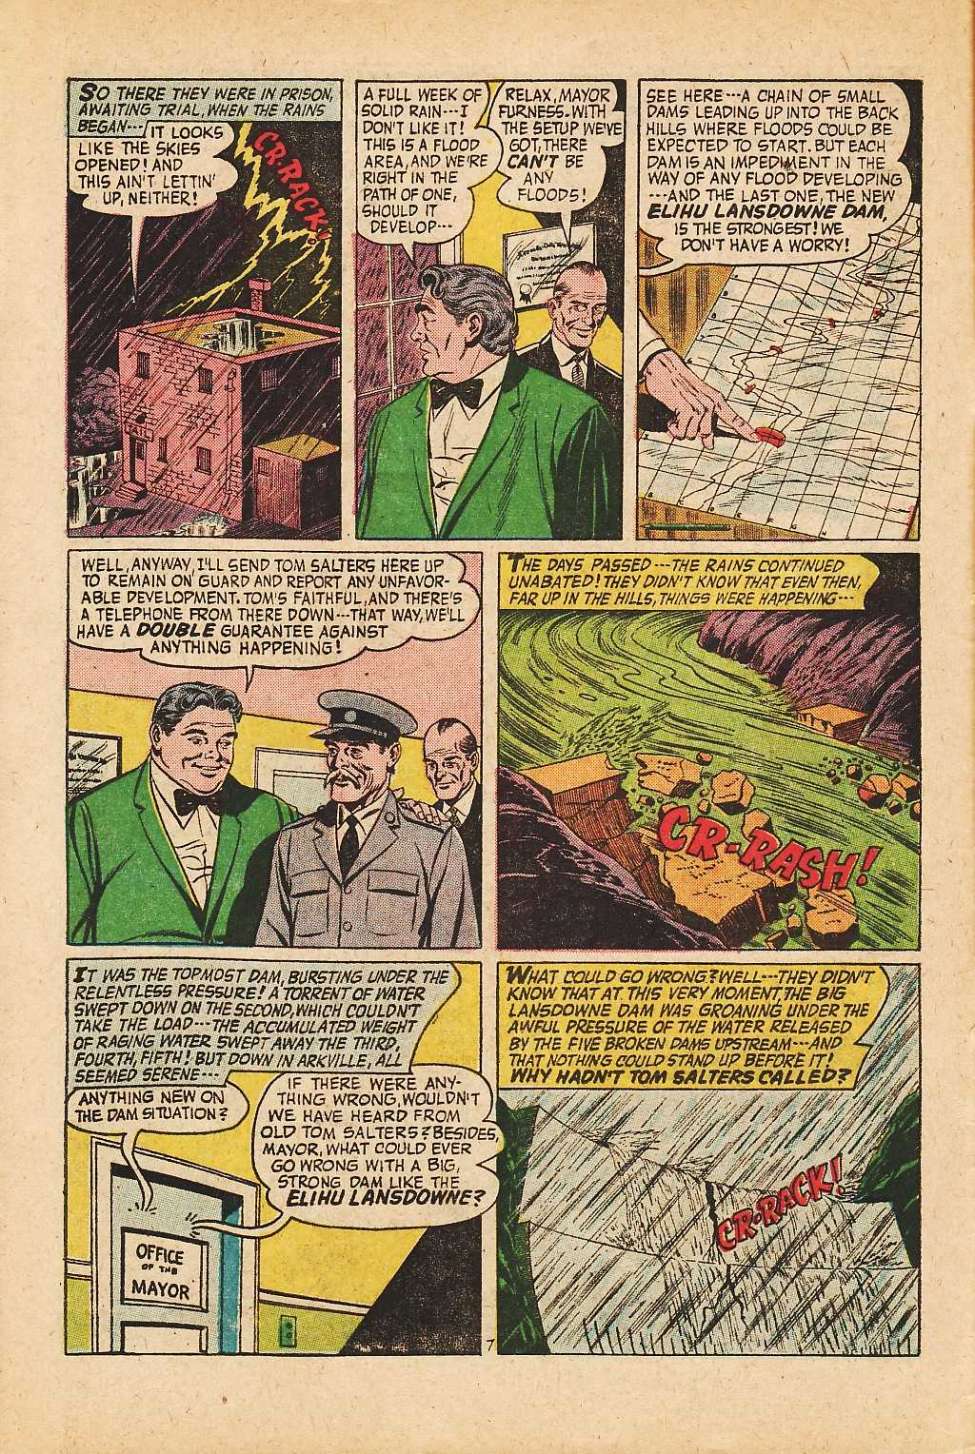 SO THERE THEY WERE IN PRISON,
AWAITING TRIAL, WHEN THE RAINS
BEGAN---
IT LOOKS
LIKE THE SKIES
OPENED! AND
THIS AIN'T LETTIN'
UP, NEITHER!
CR-RACK!
A FULL WEEK OF
SOLID RAIN---I
DON'T LIKE IT!
THIS IS A FLOOD
AREA, AND WE'RE
RIGHT IN THE
PATH OF ONE,
SHOULD IT
DEVELOP---
RELAX, MAYOR
FURNESS. WITH
THE SETUP WE'VE
GOT, THERE
CAN'T BE
ANY
FLOODS!
SEE HERE---A CHAIN OF SMALL
DAMS LEADING UP INTO THE BACK
HILLS WHERE FLOODS COULD BE
EXPECTED TO START. BUT EACH
DAM IS AN IMPEDIMENT IN THE
WAY OF ANY FLOOD DEVELOPING
---AND THE LAST ONE, THE NEW
ELIHU LANSDOWNE DAM,
IS THE STRONGEST! WE
DON'T HAVE A WORRY!
WELL, ANYWAY, I'LL SEND TOM SALTERS HERE UP
TO REMAIN ON GUARD AND REPORT ANY UNFAVOR-
ABLE DEVELOPMENT. TOM'S FAITHFUL, AND THERE'S
A TELEPHONE FROM THERE DOWN---THAT WAY, WE'LL
HAVE A DOUBLE GUARANTEE AGAINST
ANYTHING HAPPENING!
THE DAYS PASSED---THE RAINS CONTINUED
UNABATED! THEY DIDN'T KNOW THAT EVEN THEN,
FAR UP IN THE HILLS, THINGS WERE HAPPENING---
CR-RASH!
IT WAS THE TOPMOST DAM, BURSTING UNDER THE
RELENTLESS PRESSURE! A TORRENT OF WATER
SWEPT DOWN ON THE SECOND, WHICH COULDN'T
TAKE THE LOAD---THE ACCUMULATED WEIGHT
OF RAGING WATER SWEPT AWAY THE THIRD,
FOURTH, FIFTH! BUT DOWN IN ARKVILLE, ALL
SEEMED SERENE---
ANYTHING NEW ON
THE DAM SITUATION?
IF THERE WERE ANY-
THING WRONG, WOULDN'T
WE HAVE HEARD FROM
OLD TOM SALTERS? BESIDES,
MAYOR, WHAT COULD EVER
GO WRONG WITH A BIG,
STRONG DAM LIKE THE
ELIHU LANSDOWNE?
OFFICE
OF THE
MAYOR
WHAT COULD GO WRONG? WELL---THEY DIDN'T
KNOW THAT AT THIS VERY MOMENT, THE BIG
LANSDOWNE DAM WAS GROANING UNDER THE
AWFUL PRESSURE OF THE WATER RELEASED
BY THE FIVE BROKEN DAMS UPSTREAM---AND
THAT NOTHING COULD STAND UP BEFORE IT!
WHY HADN'T TOM SALTERS CALLED?
CR-RACK!
7